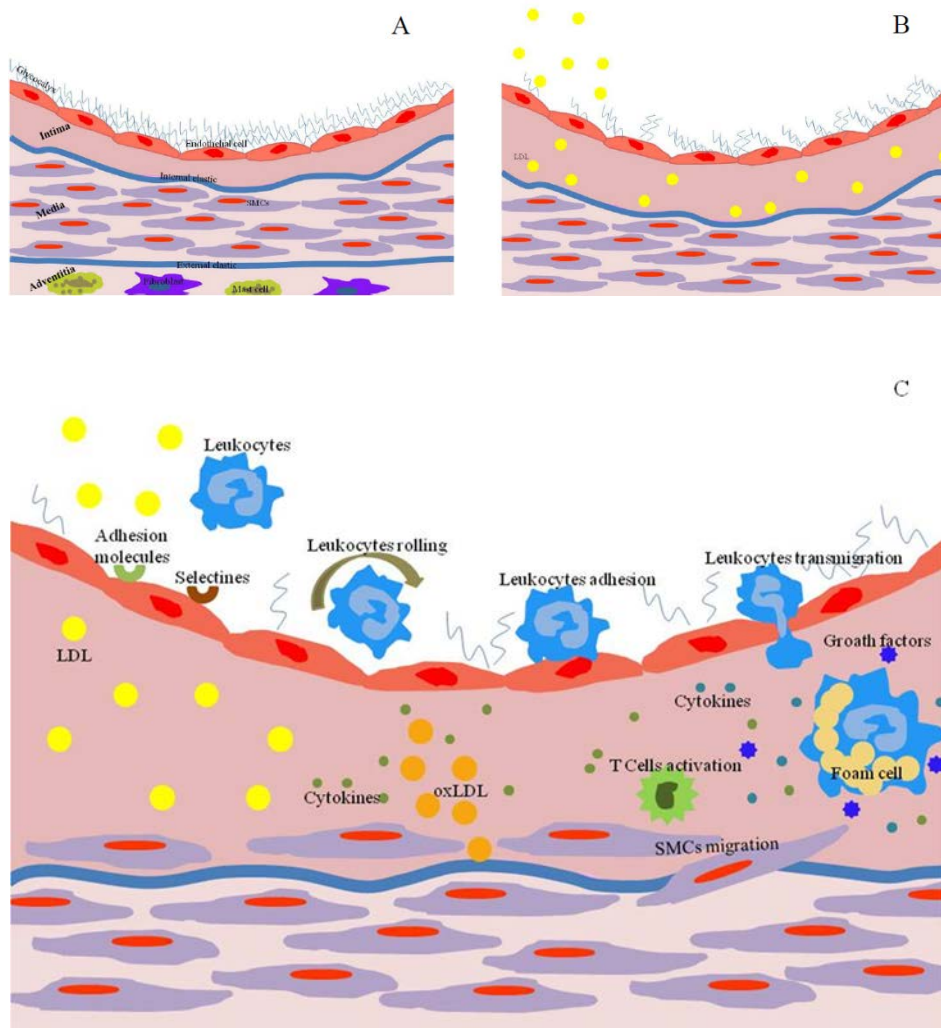 A
Glycocalyx
Intima
Endothelial cell
Internal elastic
SMCs
Media
External elastic
Adventitia
Fibroblast
Mast cell
B
LDL
C
Leukocytes
Adhesion
molecules
Selectines
Leukocytes rolling
Leukocytes adhesion
Leukocytes transmigration
LDL
Groath factors
Cytokines
T Cells activation
Foam cell
Cytokines
oxLDL
SMCs migration